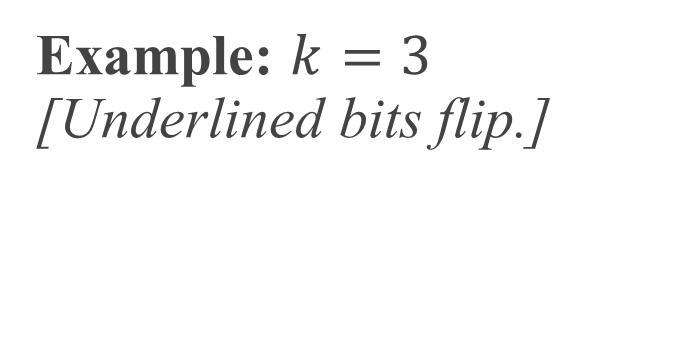 Example: k = 3
[Underlined bits flip.]